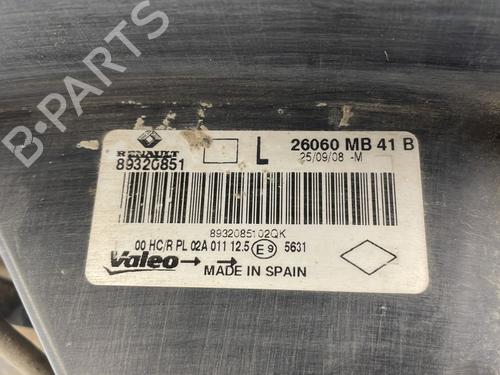 RENAULT
89320851
L
26060 MB 41 B
25/09/08 -M
8932085102QK
00 HC/R PL 02A 011 12.5 E9 5631
Valeo
MADE IN SPAIN
B-PARTS